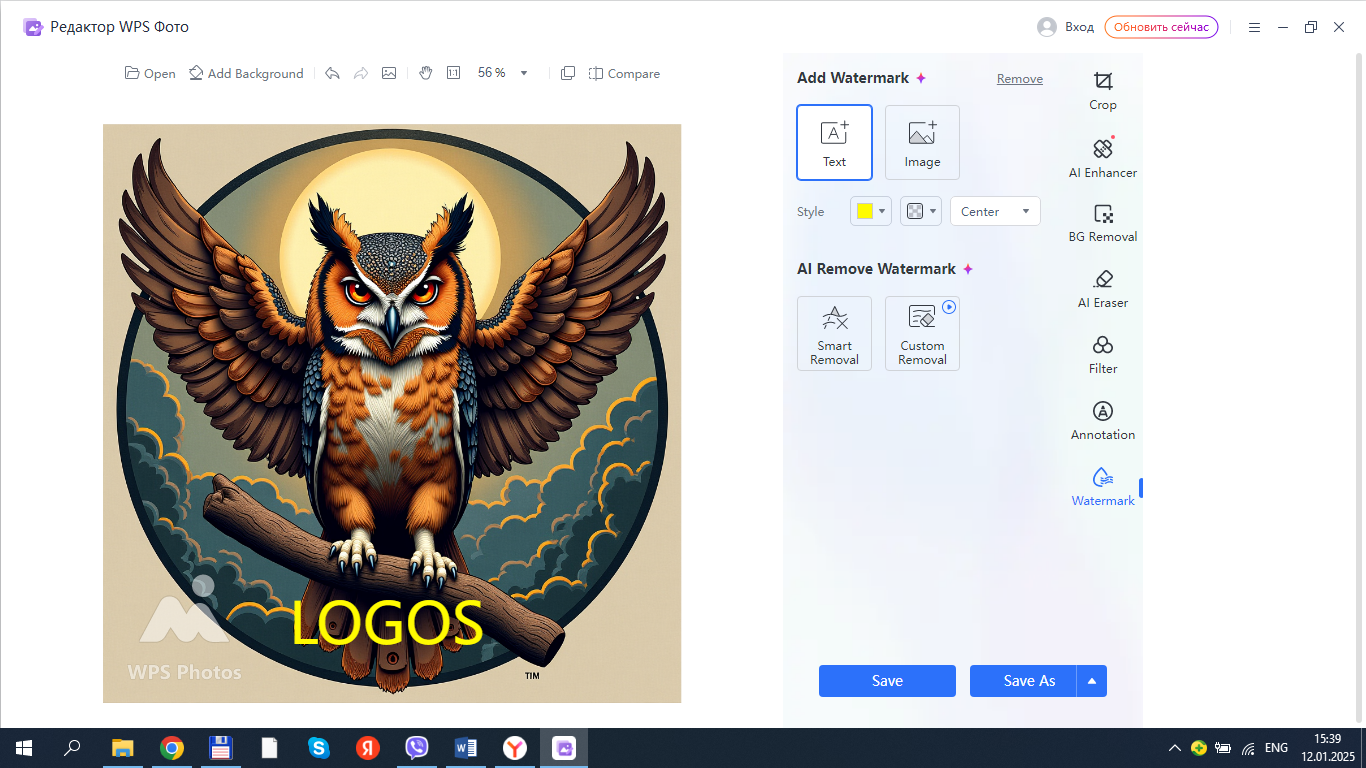 Редактор WPS Фото
Вход
Обновить сейчас
Open
Add Background
1:1
56 %
Compare
Add Watermark
Remove
Text
Image
Style
Center
AI Remove Watermark
Smart
Removal
Custom
Removal
Crop
AI Enhancer
BG Removal
AI Eraser
Filter
Annotation
Watermark
LOGOS
WPS Photos
TM
Save
Save As
ENG
15:39
12.01.2025